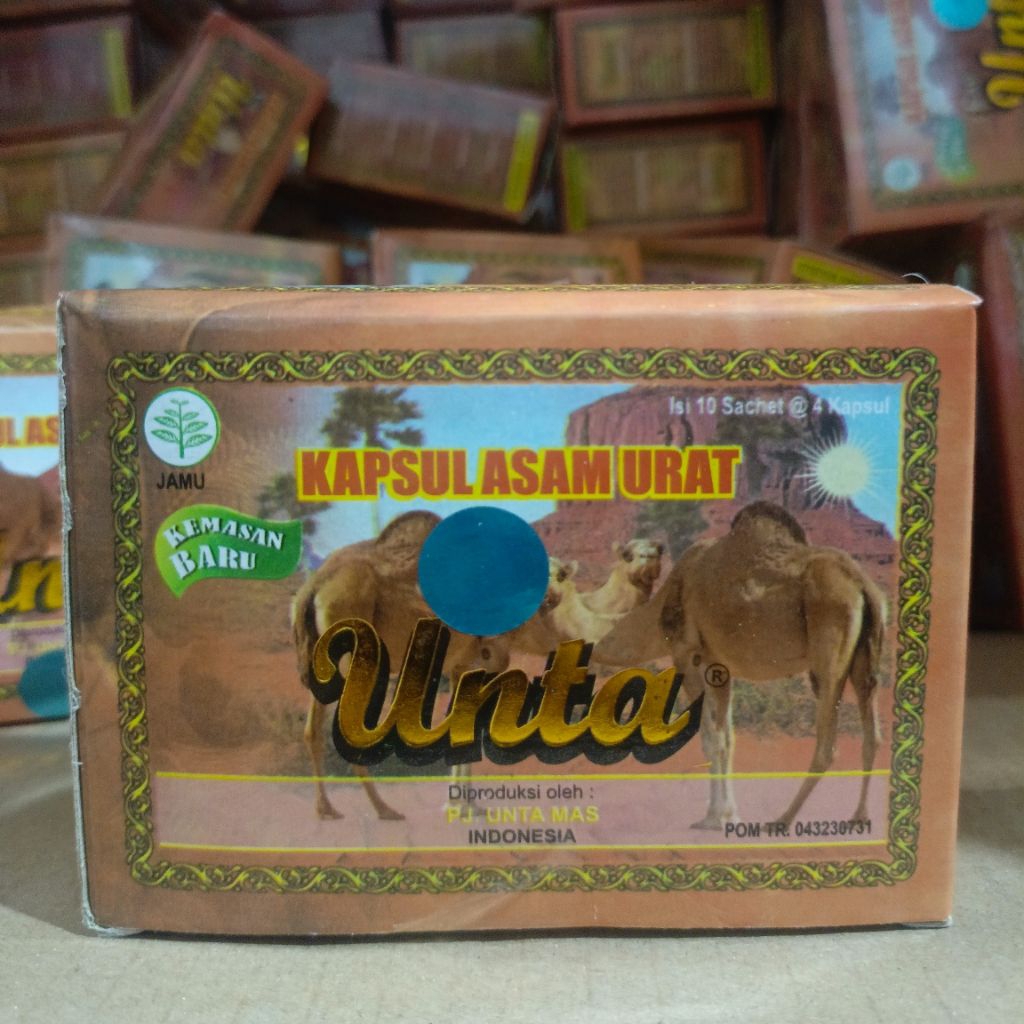 Isi 10 Sachet @ 4 Kapsul
KAPSUL ASAM URAT
JAMU
KEMASAN
BARU
Unta ®
Diproduksi oleh :
PJ. UNTA MAS
INDONESIA
POM TR. 043230731